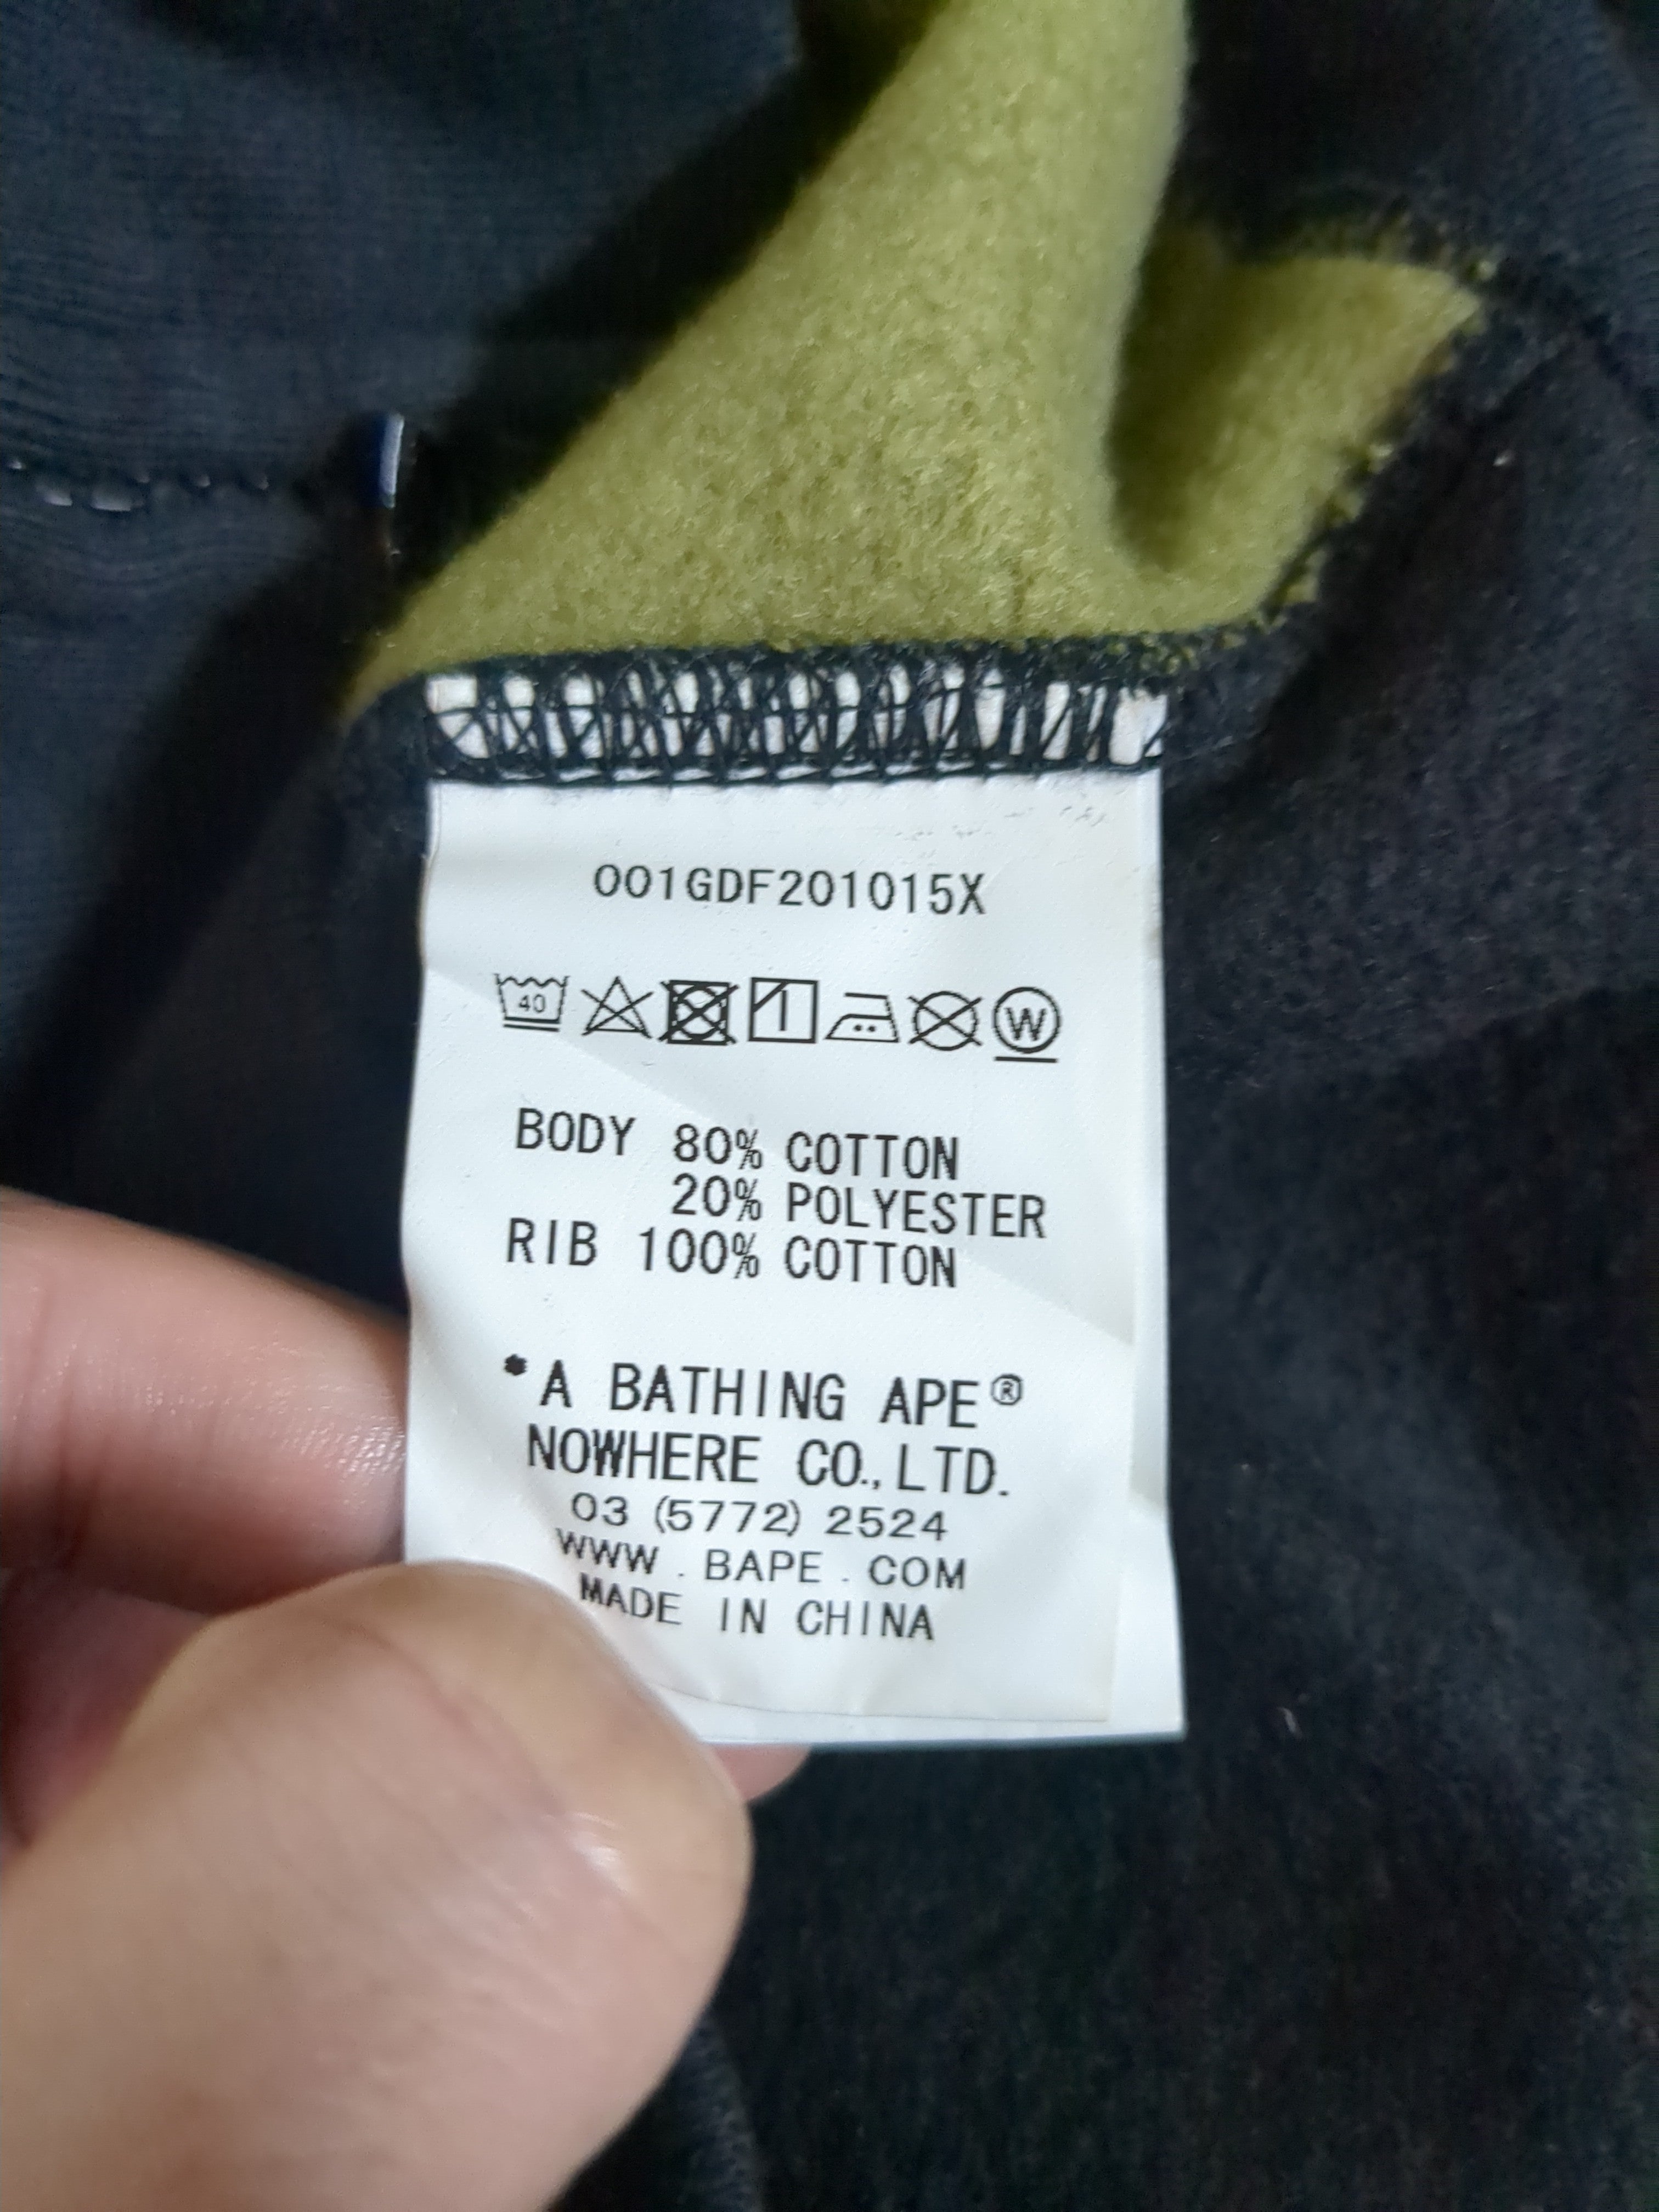 001GDF201015X
40 W
BODY 80% COTTON
20% POLYESTER
RIB 100% COTTON
*A BATHING APE®
NOWHERE CO., LTD.
03 (5772) 2524
WWW . BAPE . COM
MADE IN CHINA